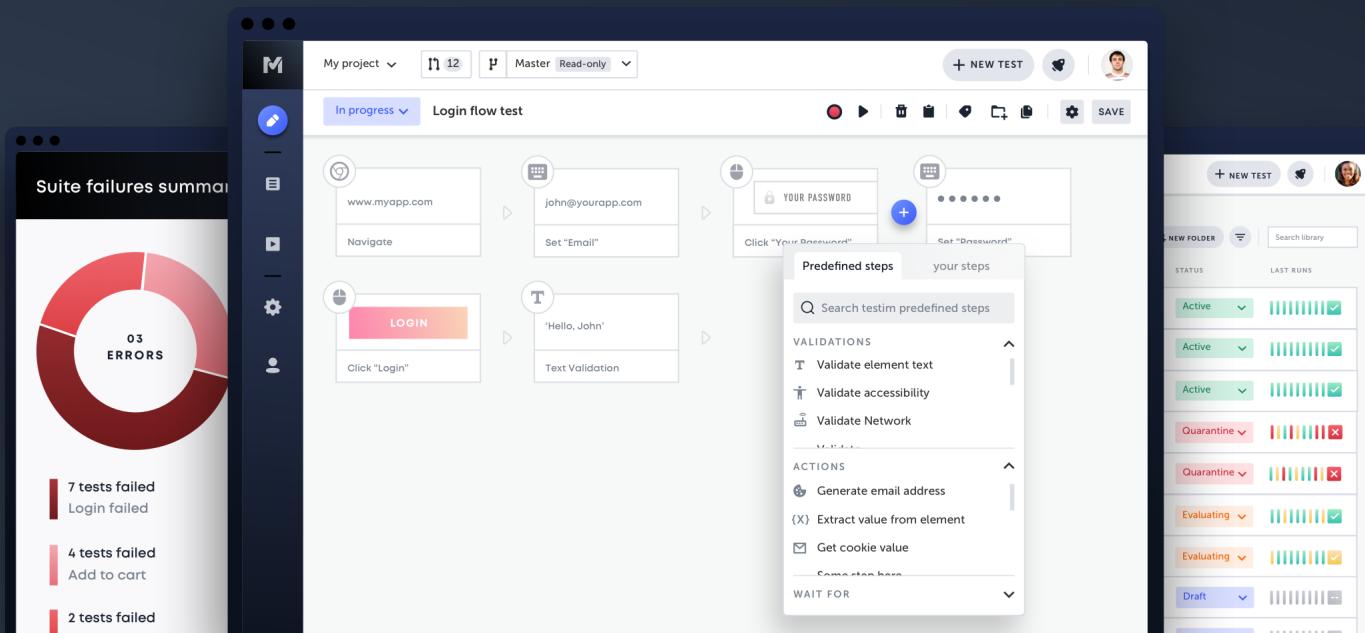 Suite failures summar
03
ERRORS
7 tests failed
Login failed
4 tests failed
Add to cart
2 tests failed
M
My project
12
Master Read-only
+ NEW TEST
In progress
Login flow test
SAVE
www.myapp.com
Navigate
john@yourapp.com
Set "Email"
YOUR PASSWORD
Click "Your Password"
Set "Password"
LOGIN
Click "Login"
T
'Hello, John'
Text Validation
Predefined steps
your steps
Search testim predefined steps
VALIDATIONS
T Validate element text
Validate accessibility
Validate Network
Validate
ACTIONS
Generate email address
{X} Extract value from element
Get cookie value
Some step here
WAIT FOR
+ NEW TEST
NEW FOLDER
Search library
STATUS
LAST RUNS
Active
Active
Active
Quarantine
Quarantine
Evaluating
Evaluating
Draft